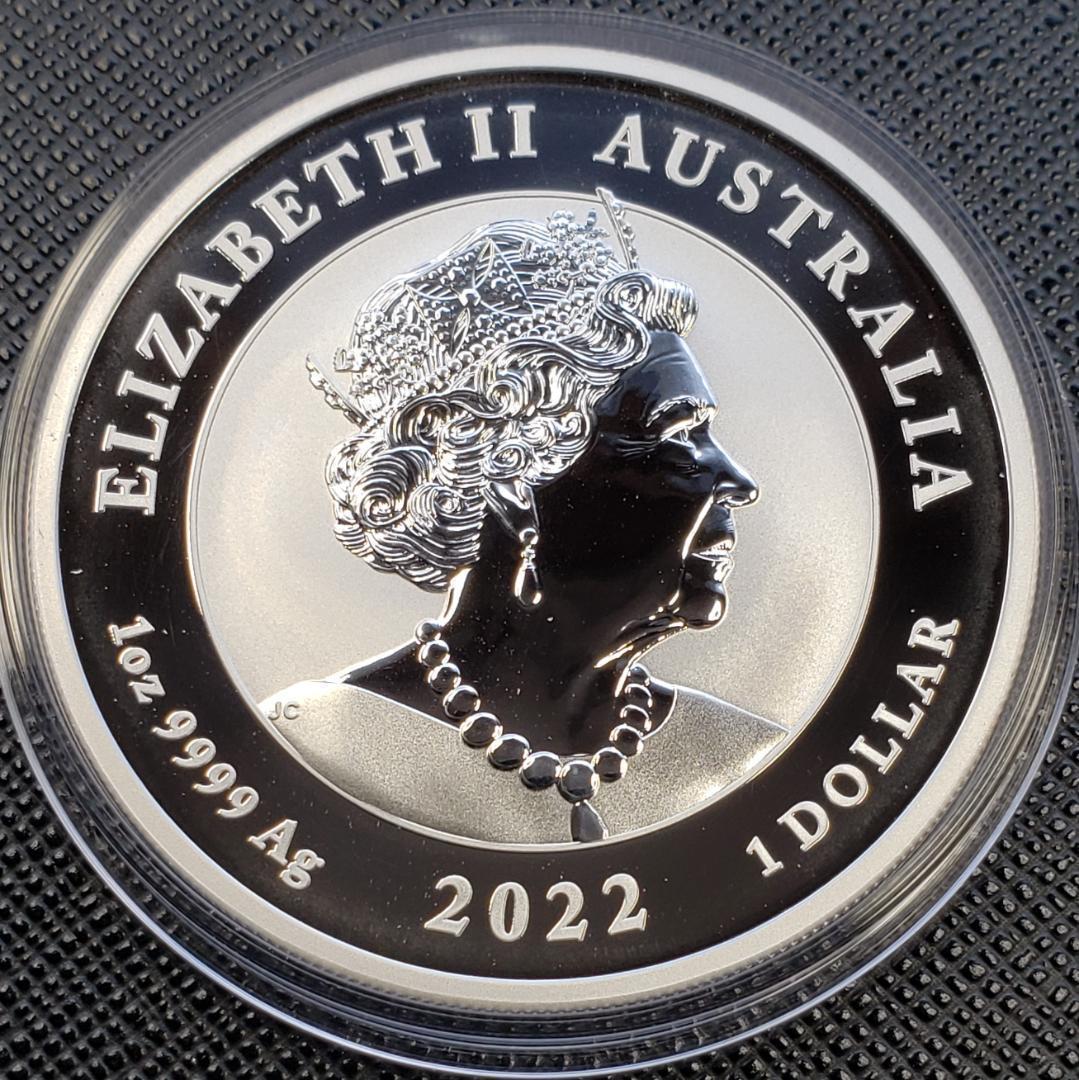 ELIZABETH II AUSTRALIA
JC
1oz 9999 Ag
2022
1 DOLLAR